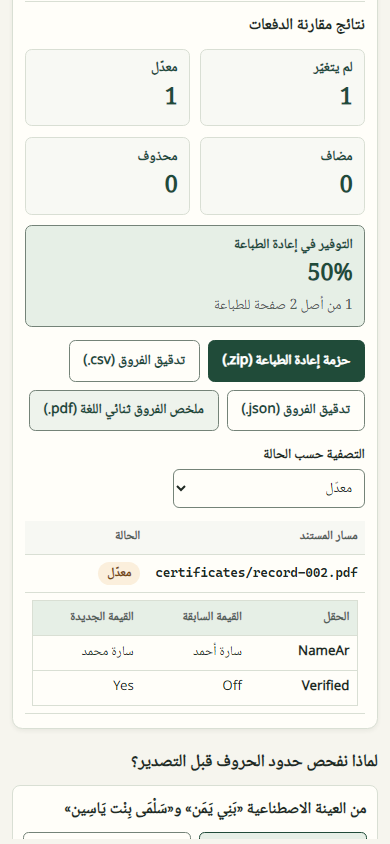 نتائج مقارنة الدفعات
لم يتغيّر
1
معدّل
1
مضاف
0
محذوف
0
التوفير في إعادة الطباعة
50%
1 من أصل 2 صفحة للطباعة
حزمة إعادة الطباعة (.zip)
تدقيق الفروق (.csv)
تدقيق الفروق (.json)
ملخص الفروق ثنائي اللغة (.pdf)
التصفية حسب الحالة
معدّل
مسار المستند الحالة
certificates/record-002.pdf معدّل
الحقل القيمة السابقة القيمة الجديدة
NameAr سارة أحمد سارة محمد
Verified Off Yes
لماذا نفحص حدود الحروف قبل التصدير؟
من العينة الاصطناعية «بَنِي يَمَن» و«سَلْمَى بِنْت يَاسِين»